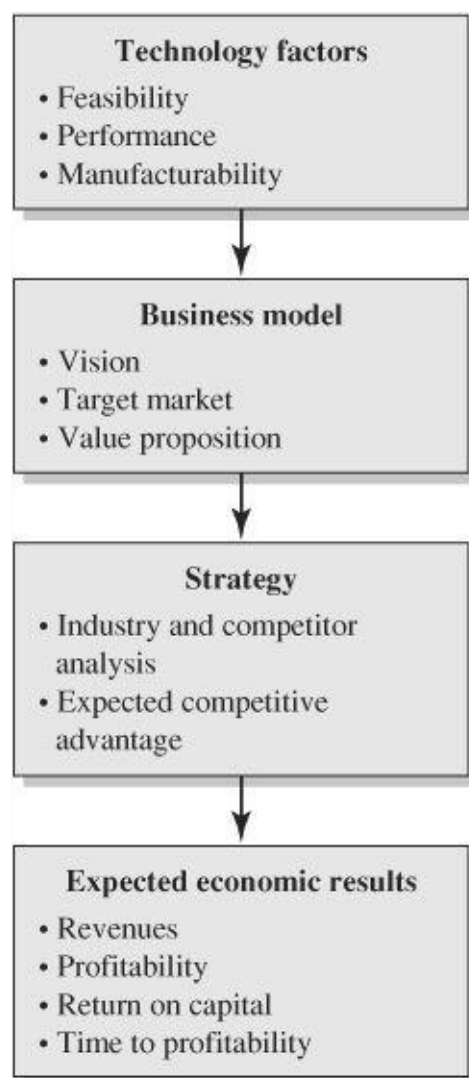 Technology factors
• Feasibility
• Performance
• Manufacturability
Business model
• Vision
• Target market
• Value proposition
Strategy
• Industry and competitor
analysis
• Expected competitive
advantage
Expected economic results
• Revenues
• Profitability
• Return on capital
• Time to profitability